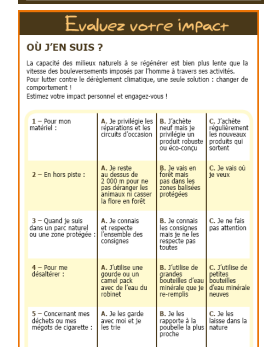 Evaluez votre impact
OÙ J'EN SUIS ?
La capacité des milieux naturels à se régénérer est bien plus lente que la
vitesse des bouleversements imposés par l'homme à travers ses activités.
Pour lutter contre le dérèglement climatique, une seule solution : changer de
comportement !
Estimez votre impact personnel et engagez-vous !
1 – Pour mon
matériel :
A. Je privilégie les
réparations et les
circuits d'occasion
B. J'achète
neuf mais je
privilégie un
produit robuste
ou éco-conçu
C. J'achète
régulièrement
les nouveaux
produits qui
sortent
2 – En hors piste :
A. Je reste
au dessus de
2 000 m pour ne
pas déranger les
animaux ni casser
la flore en forêt
B. Je vais en
forêt mais
pas dans les
zones balisées
protégées
C. Je vais où
je veux
3 – Quand je suis
dans un parc naturel
ou une zone protégée :
A. Je connais
et respecte
l'ensemble des
consignes
B. Je connais
les consignes
mais je ne les
respecte pas
toutes
C. Je ne fais
pas attention
4 – Pour me
désaltérer :
A. J'utilise une
gourde ou un
camel pack
avec de l'eau du
robinet
B. J'utilise de
grandes
bouteilles d'eau
minérale que je
re-remplis
C. J'utilise de
petites
bouteilles
d'eau minérale
neuves
5 – Concernant mes
déchets ou mes
mégots de cigarette :
A. Je les garde
avec moi et je
les trie
B. Je les
rapporte à la
poubelle la plus
proche
C. Je les
laisse dans la
nature